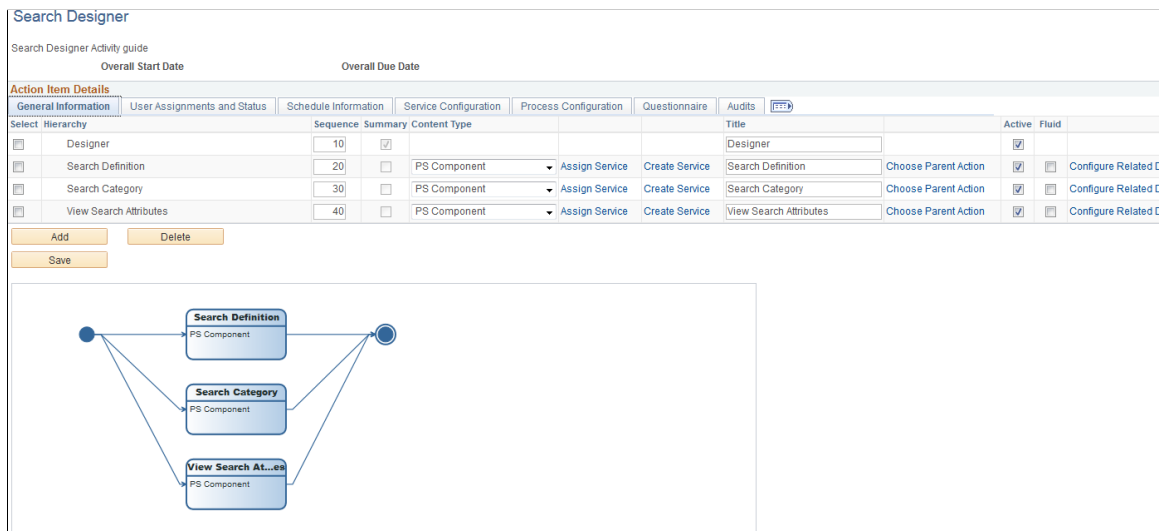 Search Designer
Search Designer Activity guide
Overall Start Date Overall Due Date
Action Item Details
General Information User Assignments and Status Schedule Information Service Configuration Process Configuration Questionnaire Audits
Select Hierarchy Sequence Summary Content Type Title Active Fluid
Designer 10 Designer
Search Definition 20 PS Component Assign Service Create Service Search Definition Choose Parent Action Configure Related D
Search Category 30 PS Component Assign Service Create Service Search Category Choose Parent Action Configure Related D
View Search Attributes 40 PS Component Assign Service Create Service View Search Attributes Choose Parent Action Configure Related D
Add Delete
Save
Search Definition
PS Component
Search Category
PS Component
View Search At...es
PS Component